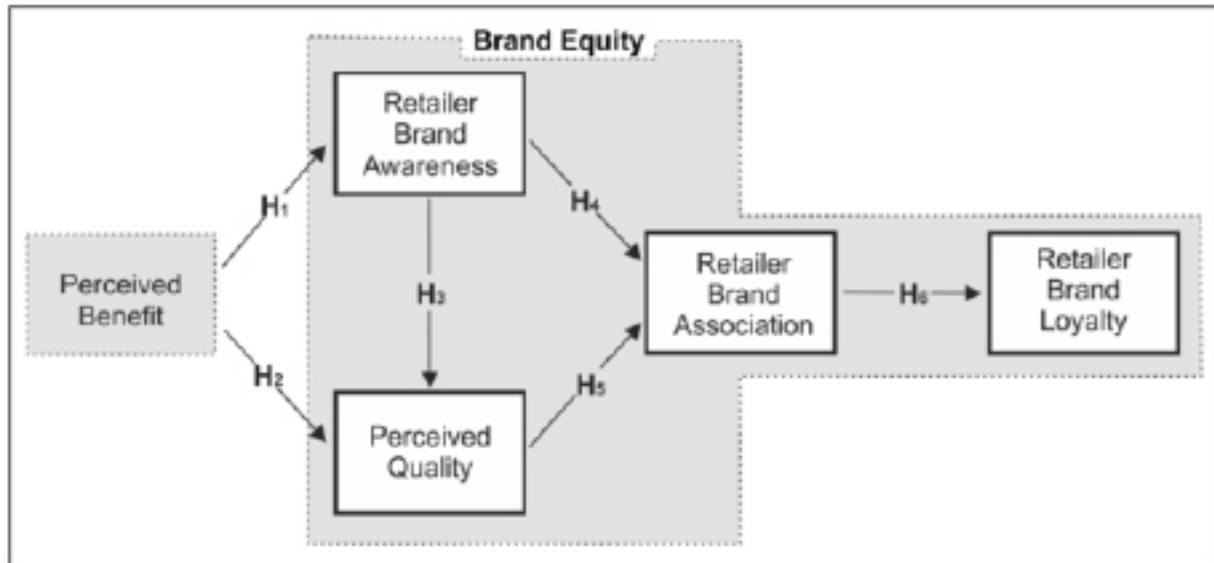 Brand Equity
Retailer
Brand
Awareness
H1
H4
Perceived
Benefit
H3
Retailer
Brand
Association
H6
Retailer
Brand
Loyalty
H2
H5
Perceived
Quality